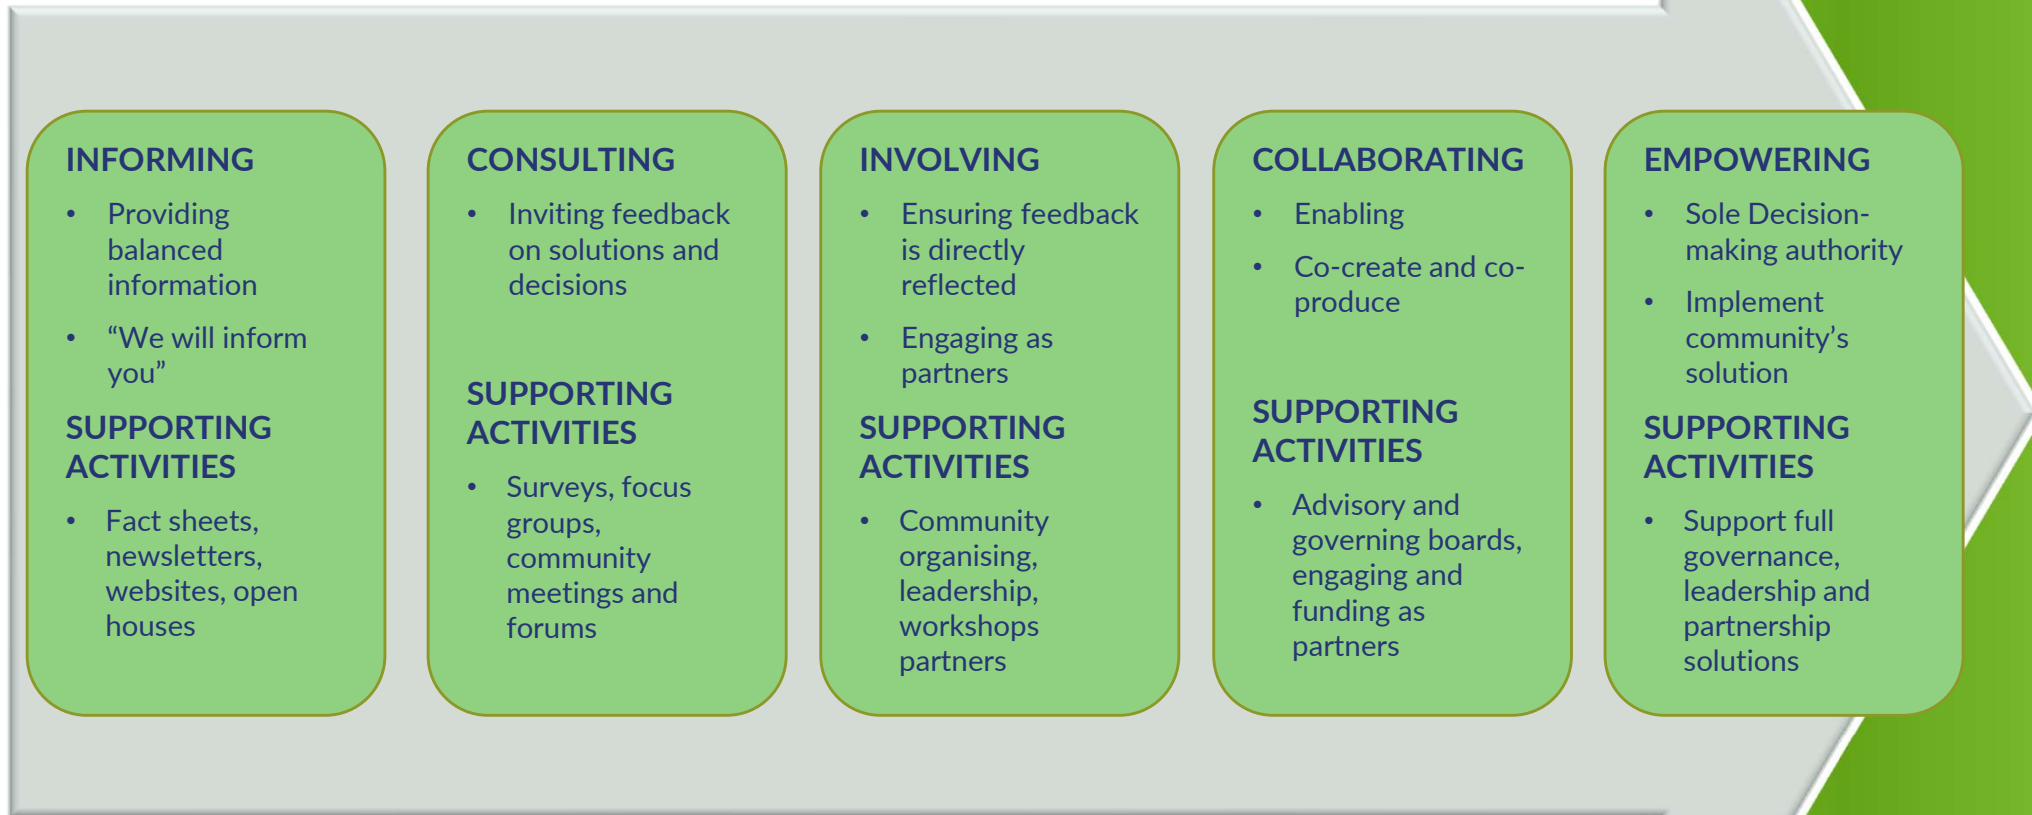 INFORMING
• Providing
balanced
information
• “We will inform
you”
SUPPORTING
ACTIVITIES
• Fact sheets,
newsletters,
websites, open
houses
CONSULTING
• Inviting feedback
on solutions and
decisions
SUPPORTING
ACTIVITIES
• Surveys, focus
groups,
community
meetings and
forums
INVOLVING
• Ensuring feedback
is directly
reflected
• Engaging as
partners
SUPPORTING
ACTIVITIES
• Community
organising,
leadership,
workshops
partners
COLLABORATING
• Enabling
• Co-create and co-
produce
SUPPORTING
ACTIVITIES
• Advisory and
governing boards,
engaging and
funding as
partners
EMPOWERING
• Sole Decision-
making authority
• Implement
community’s
solution
SUPPORTING
ACTIVITIES
• Support full
governance,
leadership and
partnership
solutions